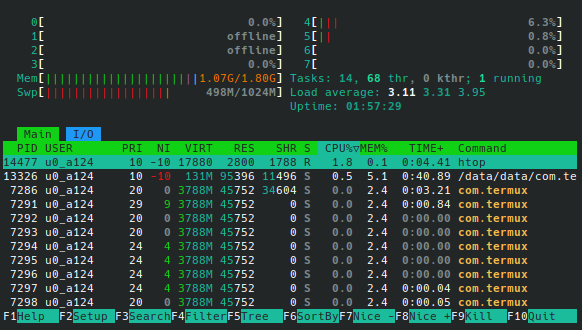 0[ 0.0%] 4[||| 6.3%]
1[ offline] 5[|| 0.8%]
2[ offline] 6[ 0.0%]
3[ 0.0%] 7[ 0.0%]
Mem[||||||||||||||||||||||1.07G/1.80G] Tasks: 14, 68 thr, 0 kthr; 1 running
Swp[|||||||||||||||||| 498M/1024M] Load average: 3.11 3.31 3.95
Uptime: 01:57:29
Main I/O
PID USER PRI NI VIRT RES SHR S CPU%▽MEM% TIME+ Command
14477 u0_a124 10 -10 17880 2800 1788 R 1.8 0.1 0:04.41 htop
13326 u0_a124 10 -10 131M 95396 11496 S 0.5 5.1 0:40.89 /data/data/com.te
7286 u0_a124 20 0 3788M 45752 34604 S 0.0 2.4 0:03.21 com.termux
7291 u0_a124 29 9 3788M 45752 0 S 0.0 2.4 0:00.84 com.termux
7292 u0_a124 20 0 3788M 45752 0 S 0.0 2.4 0:00.00 com.termux
7293 u0_a124 20 0 3788M 45752 0 S 0.0 2.4 0:00.00 com.termux
7294 u0_a124 24 4 3788M 45752 0 S 0.0 2.4 0:00.00 com.termux
7295 u0_a124 24 4 3788M 45752 0 S 0.0 2.4 0:00.00 com.termux
7296 u0_a124 24 4 3788M 45752 0 S 0.0 2.4 0:00.00 com.termux
7297 u0_a124 24 4 3788M 45752 0 S 0.0 2.4 0:00.04 com.termux
7298 u0_a124 20 0 3788M 45752 0 S 0.0 2.4 0:00.05 com.termux
F1Help F2Setup F3SearchF4FilterF5Tree F6SortByF7Nice -F8Nice +F9Kill F10Quit